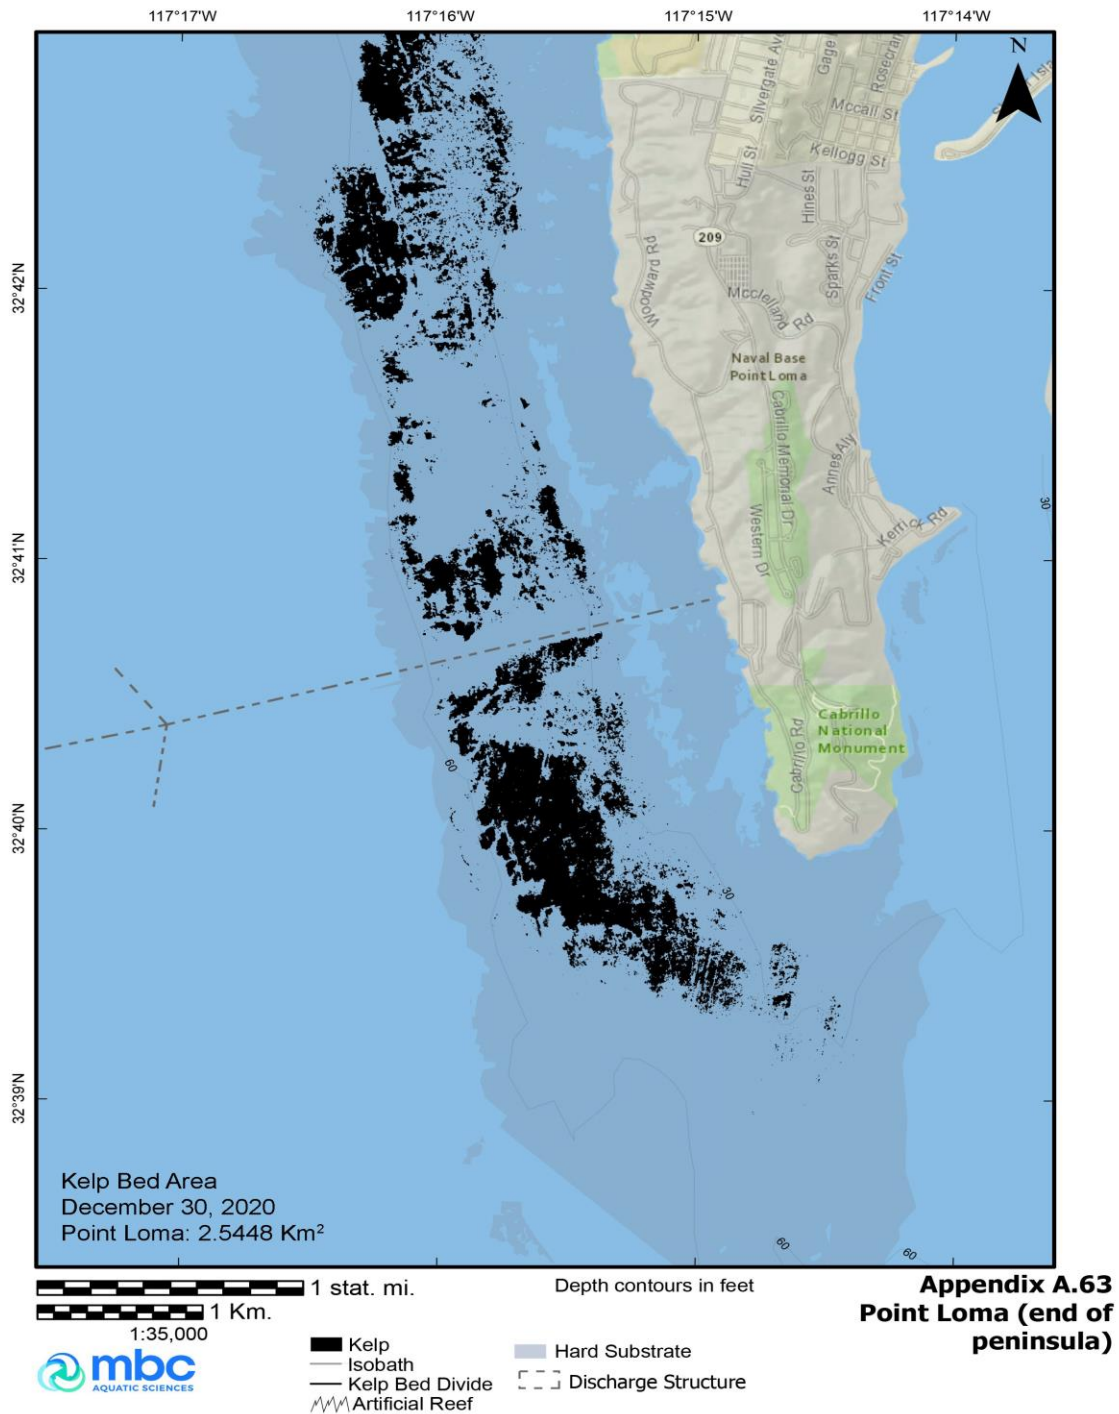 117°17'W 117°16'W 117°15'W 117°14'W
N
Silvergate Ave
Gage
Rosecran
Mccall St
Kellogg St
Hull St
Hines St
209
Woodward Rd
Sparks St
Front St
Mcclelland Rd
32°42'N
Naval Base
Point Loma
Cabrillo Memorial Dr
Annes Aly
Western Dr
Kerrick Rd
30
32°41'N
Cabrillo
National
Monument
Cabrillo Rd
60
32°40'N
30
32°39'N
Kelp Bed Area
December 30, 2020
Point Loma: 2.5448 Km²
60
60
1 stat. mi.
1 Km.
1:35,000
Depth contours in feet
Appendix A.63
Point Loma (end of
peninsula)
mbc
AQUATIC SCIENCES
Kelp
Isobath
Kelp Bed Divide
Artificial Reef
Hard Substrate
Discharge Structure